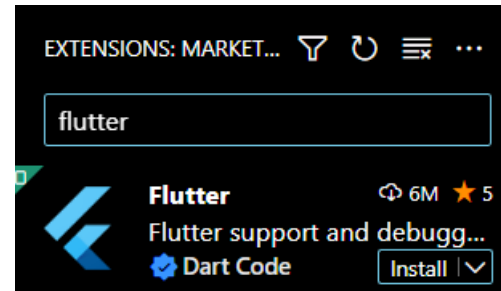 EXTENSIONS: MARKET...
flutter
Flutter 6M 5
Flutter support and debugg...
Dart Code Install